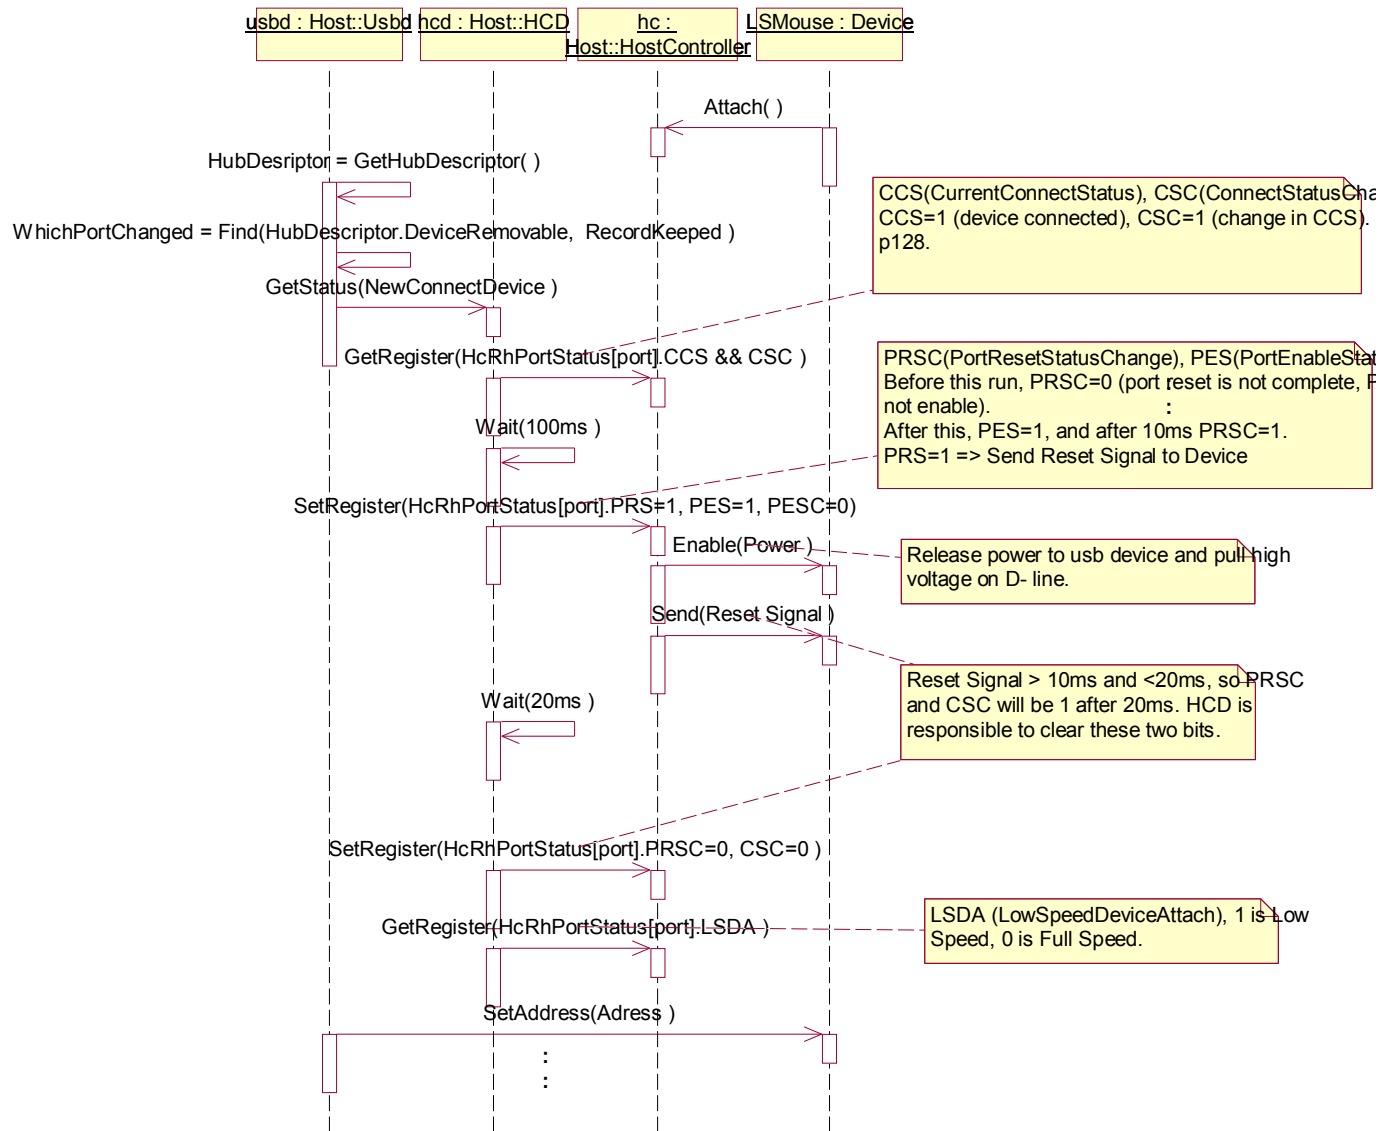 usbd : Host::Usbd
hcd : Host::HCD
hc :
Host::HostController
LSMouse : Device
Attach( )
HubDesriptor = GetHubDescriptor( )
WhichPortChanged = Find(HubDescriptor.DeviceRemovable, RecordKeeped )
GetStatus(NewConnectDevice )
CCS(CurrentConnectStatus), CSC(ConnectStatusCha
CCS=1 (device connected), CSC=1 (change in CCS).
p128.
GetRegister(HcRhPortStatus[port].CCS && CSC )
PRSC(PortResetStatusChange), PES(PortEnableStat
Before this run, PRSC=0 (port reset is not complete, P
not enable).
After this, PES=1, and after 10ms PRSC=1.
PRS=1 => Send Reset Signal to Device
:
:
Wait(100ms )
SetRegister(HcRhPortStatus[port].PRS=1, PES=1, PESC=0)
Enable(Power )
Release power to usb device and pull high
voltage on D- line.
Send(Reset Signal )
Reset Signal > 10ms and <20ms, so PRSC
and CSC will be 1 after 20ms. HCD is
responsible to clear these two bits.
Wait(20ms )
SetRegister(HcRhPortStatus[port].PRSC=0, CSC=0 )
GetRegister(HcRhPortStatus[port].LSDA )
LSDA (LowSpeedDeviceAttach), 1 is Low
Speed, 0 is Full Speed.
SetAddress(Adress )
:
: